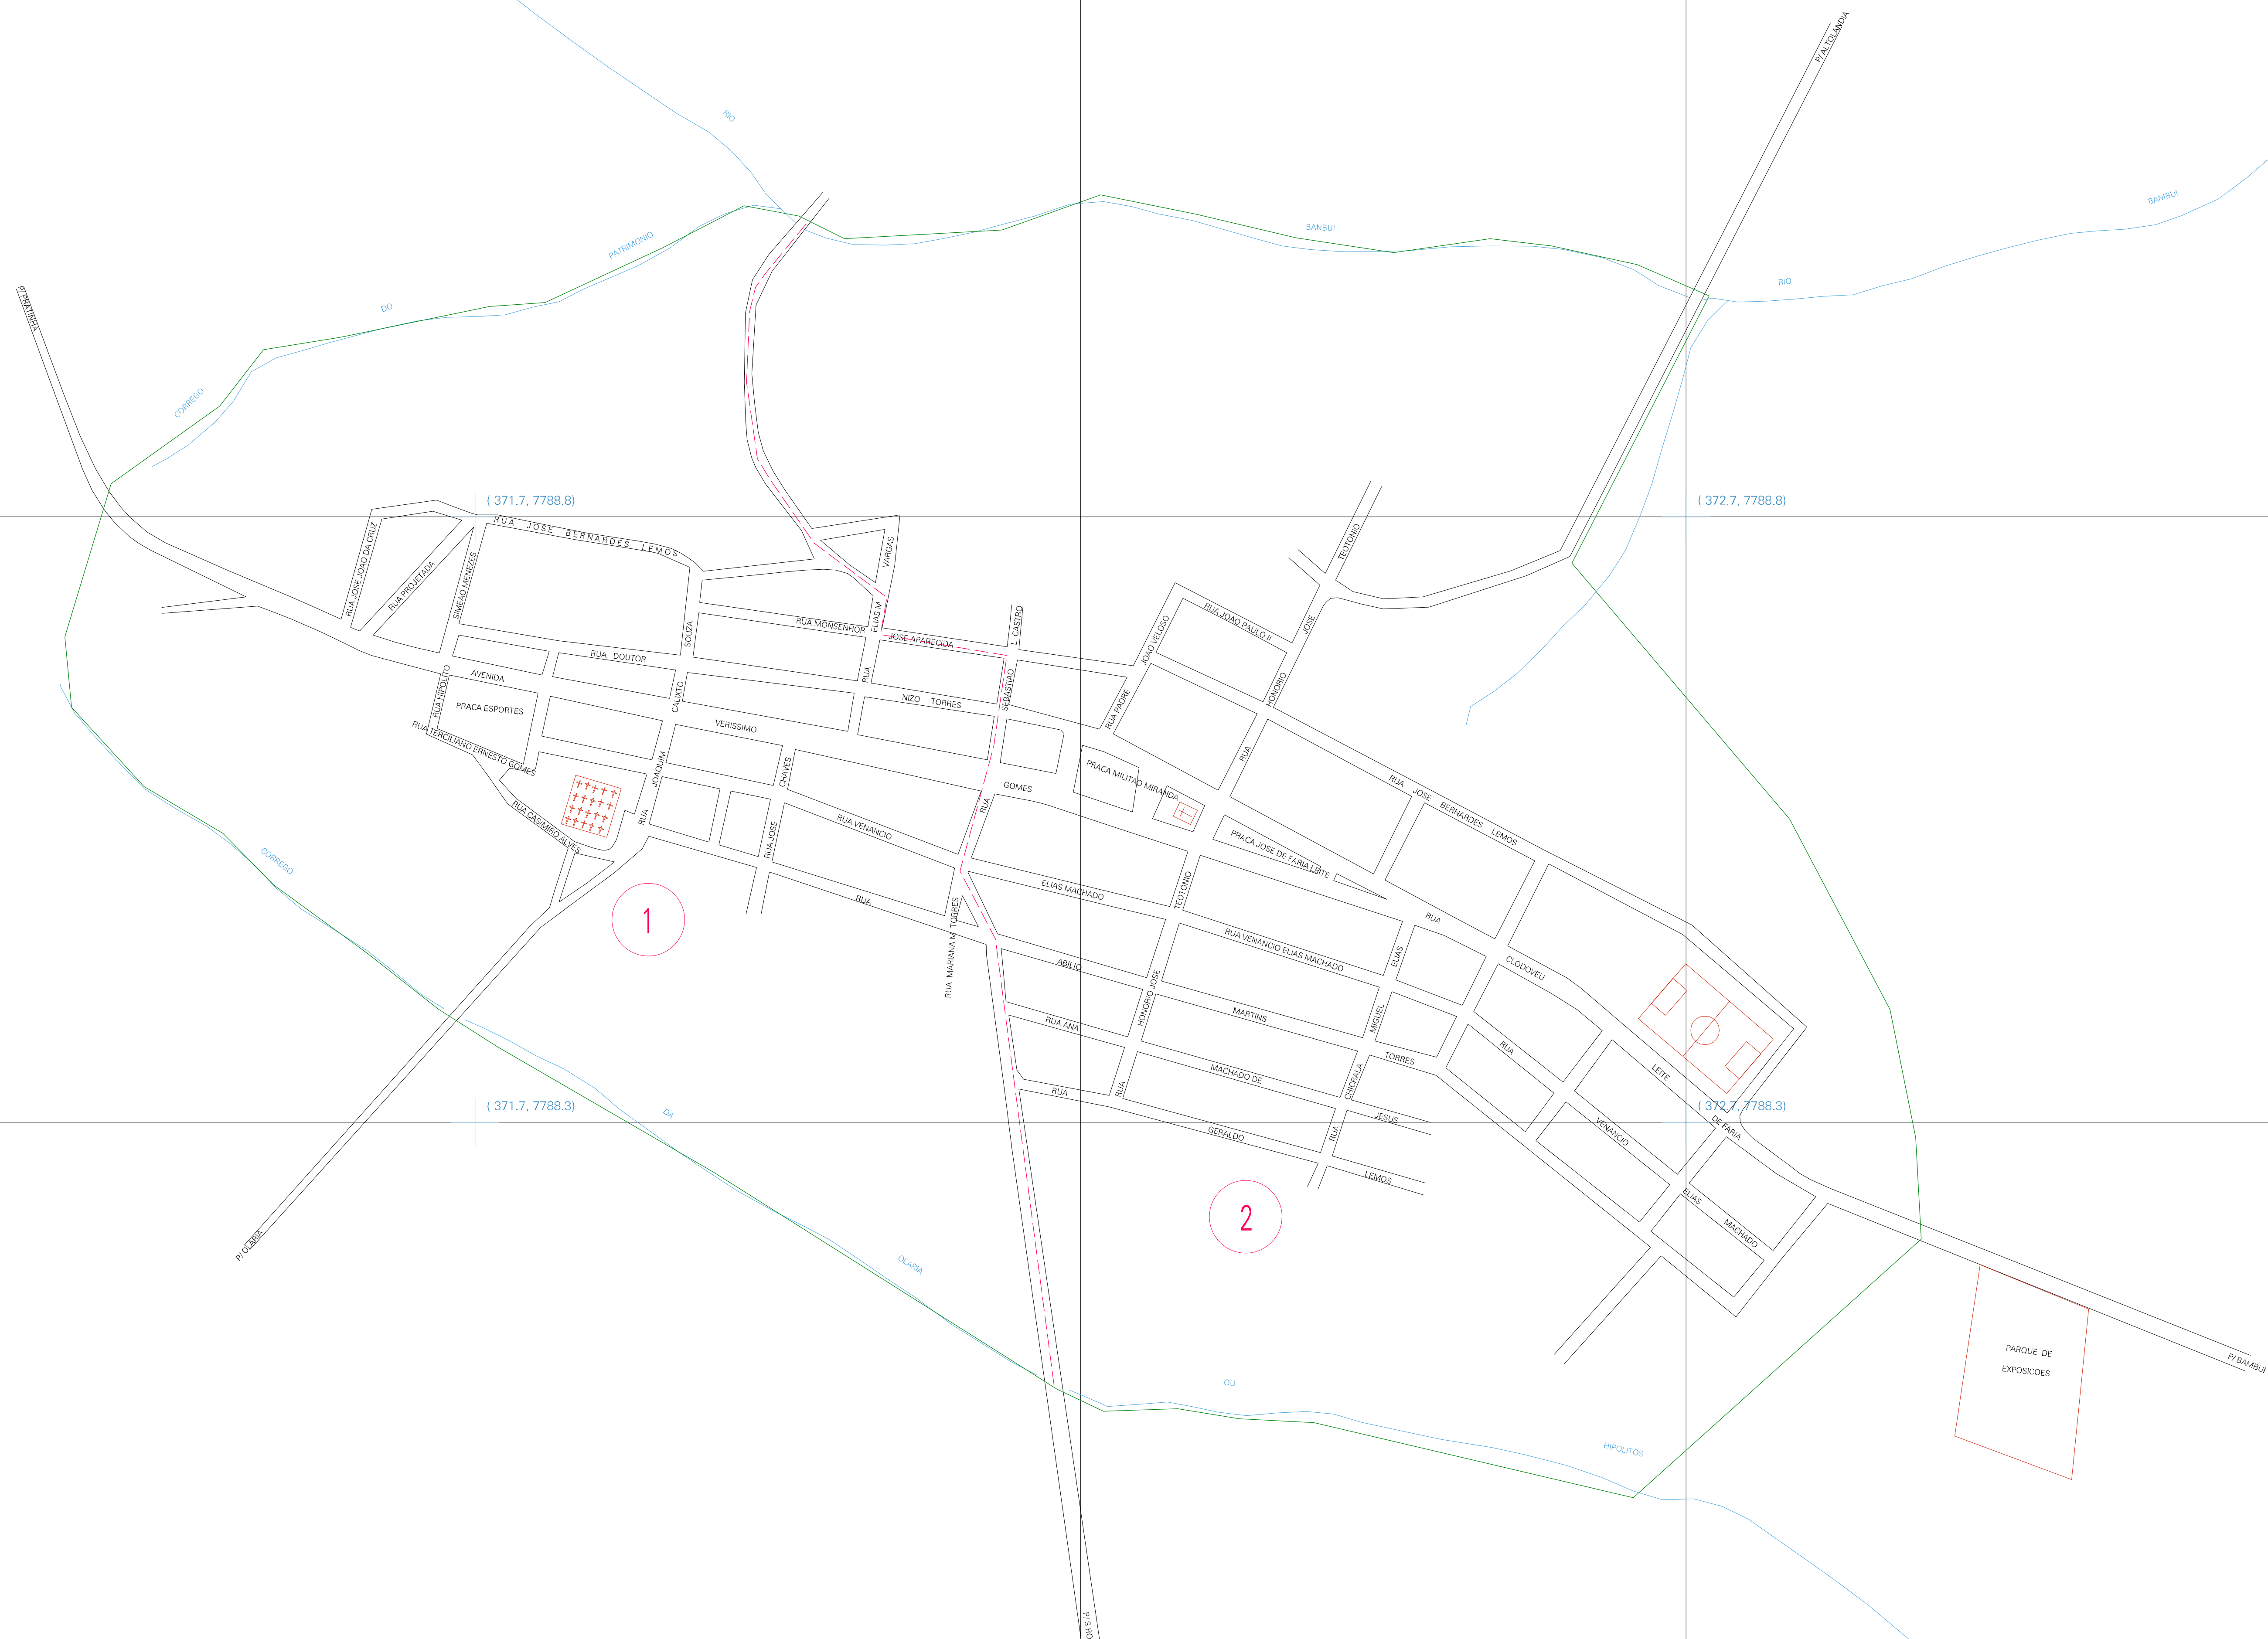 P/ ALTOLANDIA
RIO
BAMBUI
BANBUI
PATRIMONIO
RIO
P/ PRATINHA
DO
CORREGO
( 371.7, 7788.8)
( 372.7, 7788.8)
RUA JOSE BERNARDES LEMOS
RUA JOSE JOAO DA CRUZ
RUA PROJETADA
SIMEAO MENEZES
VARGAS
TEOTONIO
ELIAS M
RUA MONSENHOR
JOSE APARECIDA
L CASTRO
RUA JOAO PAULO II
JOSE
JOAO VELOSO
SOUZA
RUA DOUTOR
RUA
AVENIDA
RUA HIPOLITO
CALIXTO
NIZO TORRES
SEBASTIAO
RUA PADRE
HONORIO
PRACA ESPORTES
VERISSIMO
RUA TERCILIANO ERNESTO GOMES
JOAQUIM
CHAVES
RUA
PRACA MILITAO MIRANDA
GOMES
RUA JOSE BERNARDES LEMOS
RUA
RUA CASIMIRO ALVES
RUA
RUA JOSE
RUA VENANCIO
PRACA JOSE DE FARIA LEITE
CORREGO
1
RUA
ELIAS MACHADO
TEOTONIO
RUA
RUA MARIANA M TORRES
RUA VENANCIO ELIAS MACHADO
ELIAS
CLODOVEU
ABILIO
HONORIO JOSE
RUA ANA
MARTINS
MIGUEL
RUA
TORRES
LEITE
RUA
RUA
MACHADO DE
CHICRALA
( 371.7, 7788.3)
( 372.7, 7788.3)
DA
GERALDO
RUA
JESUS
VENANCIO
DE FARIA
LEMOS
ELIAS
MACHADO
2
P/ OLARIA
OLARIA
PARQUE DE
EXPOSICOES
P/ BAMBUI
OU
HIPOLITOS
P/ S RO